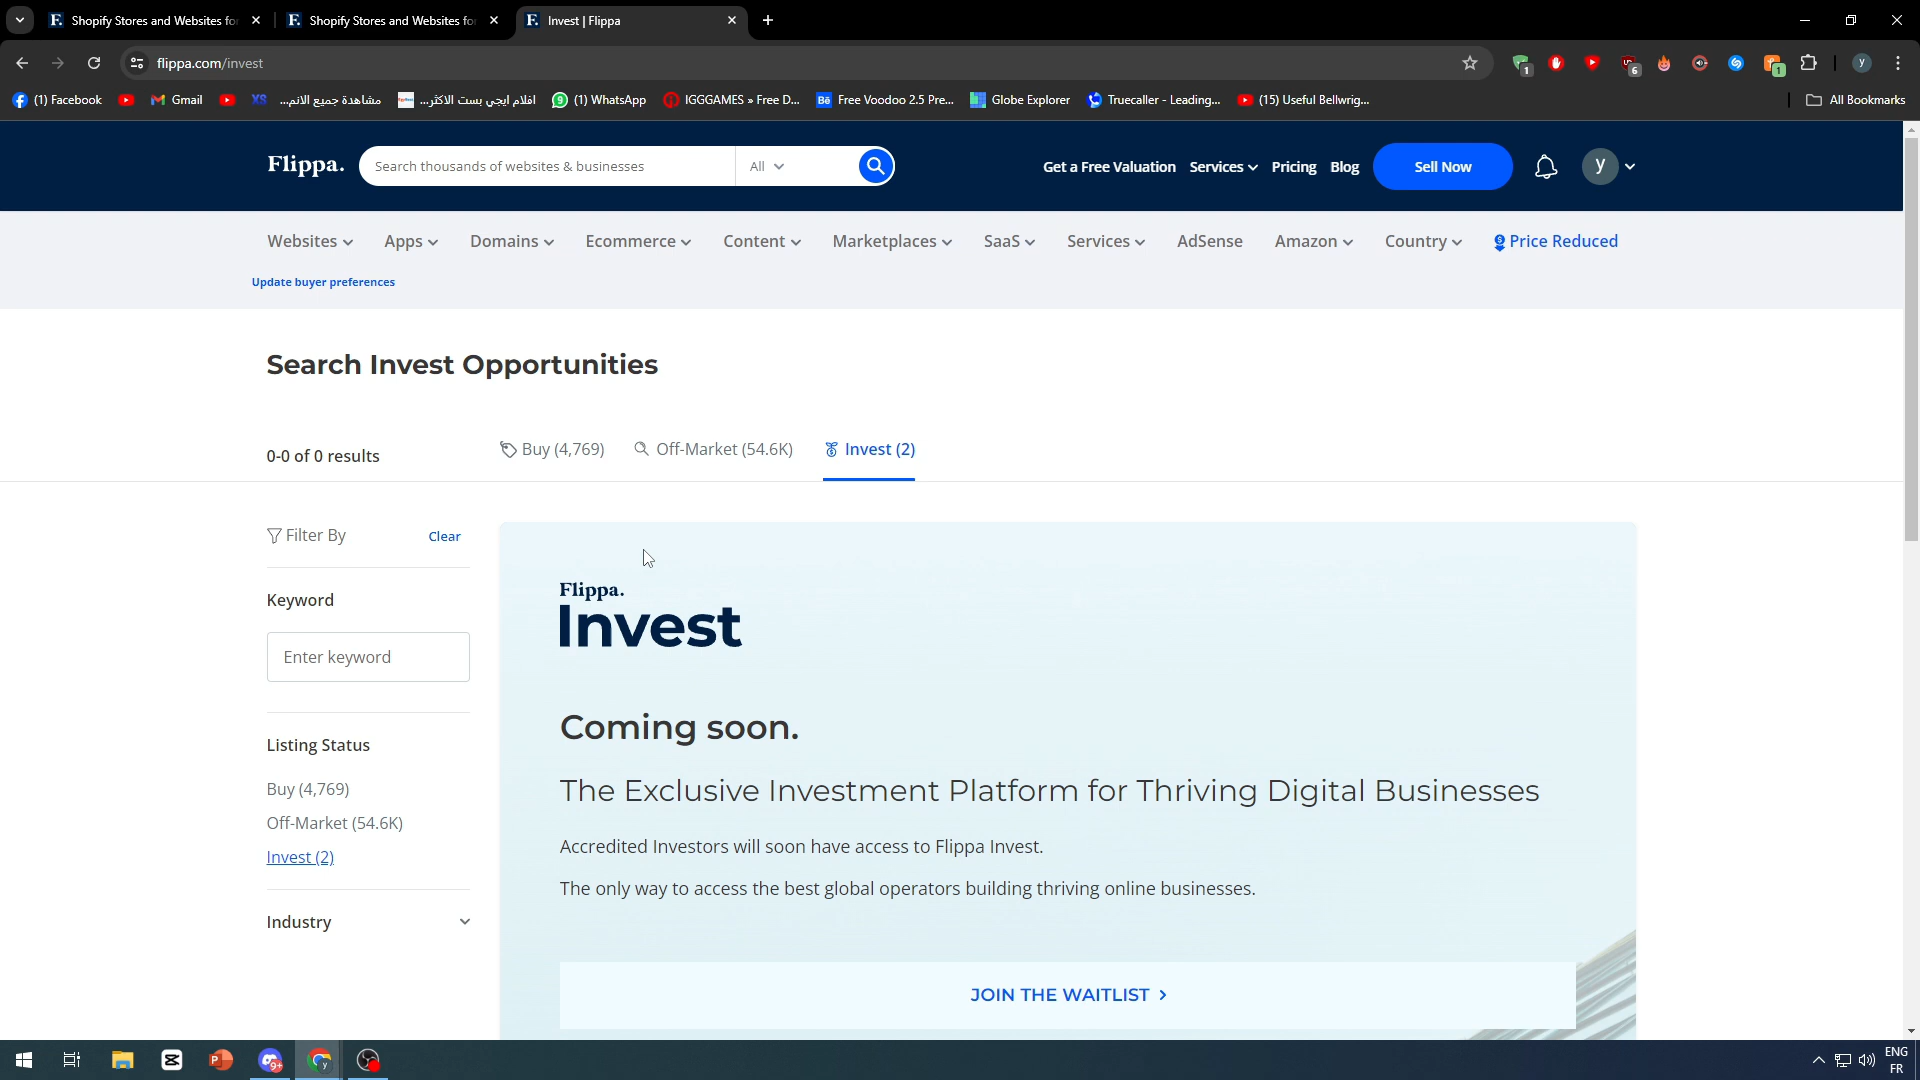 Shopify Stores and Websites fo
Shopify Stores and Websites fo
Invest | Flippa
flippa.com/invest
1
6
1
y
(1) Facebook
Gmail
XS
مشاهدة جميع الانم...
افلام ايجي بست الاكثر...
(1) WhatsApp
IGGGAMES » Free D...
Bē
Free Voodoo 2.5 Pre...
Globe Explorer
Truecaller - Leading...
(15) Useful Bellwrig...
All Bookmarks
Flippa.
Search thousands of websites & businesses
All
Get a Free Valuation
Services
Pricing
Blog
Sell Now
y
Websites
Apps
Domains
Ecommerce
Content
Marketplaces
SaaS
Services
AdSense
Amazon
Country
Price Reduced
Update buyer preferences
Search Invest Opportunities
0-0 of 0 results
Buy (4,769)
Off-Market (54.6K)
Invest (2)
Filter By
Clear
Keyword
Enter keyword
Listing Status
Buy (4,769)
Off-Market (54.6K)
Invest (2)
Industry
Flippa.
Invest
Coming soon.
The Exclusive Investment Platform for Thriving Digital Businesses
Accredited Investors will soon have access to Flippa Invest.
The only way to access the best global operators building thriving online businesses.
JOIN THE WAITLIST >
9+
ENG
FR